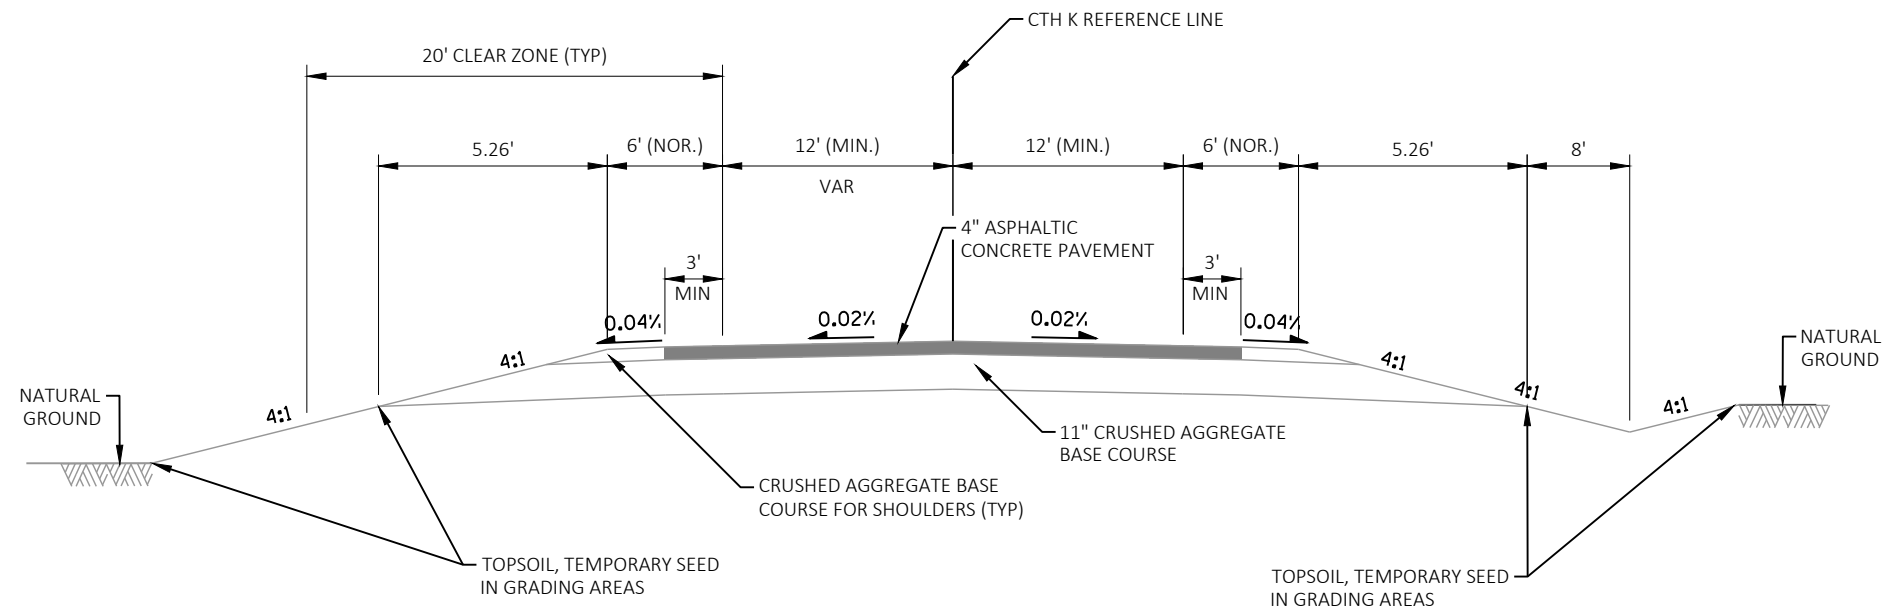 CTH K REFERENCE LINE
20' CLEAR ZONE (TYP)
5.26'
6' (NOR.)
12' (MIN.)
VAR
12' (MIN.)
6' (NOR.)
5.26'
8'
4" ASPHALTIC
CONCRETE PAVEMENT
3'
MIN
3'
MIN
0.04%
0.02%
0.02%
0.04%
4:1
4:1
4:1
4:1
4:1
NATURAL
GROUND
NATURAL
GROUND
11" CRUSHED AGGREGATE
BASE COURSE
CRUSHED AGGREGATE BASE
COURSE FOR SHOULDERS (TYP)
TOPSOIL, TEMPORARY SEED
IN GRADING AREAS
TOPSOIL, TEMPORARY SEED
IN GRADING AREAS